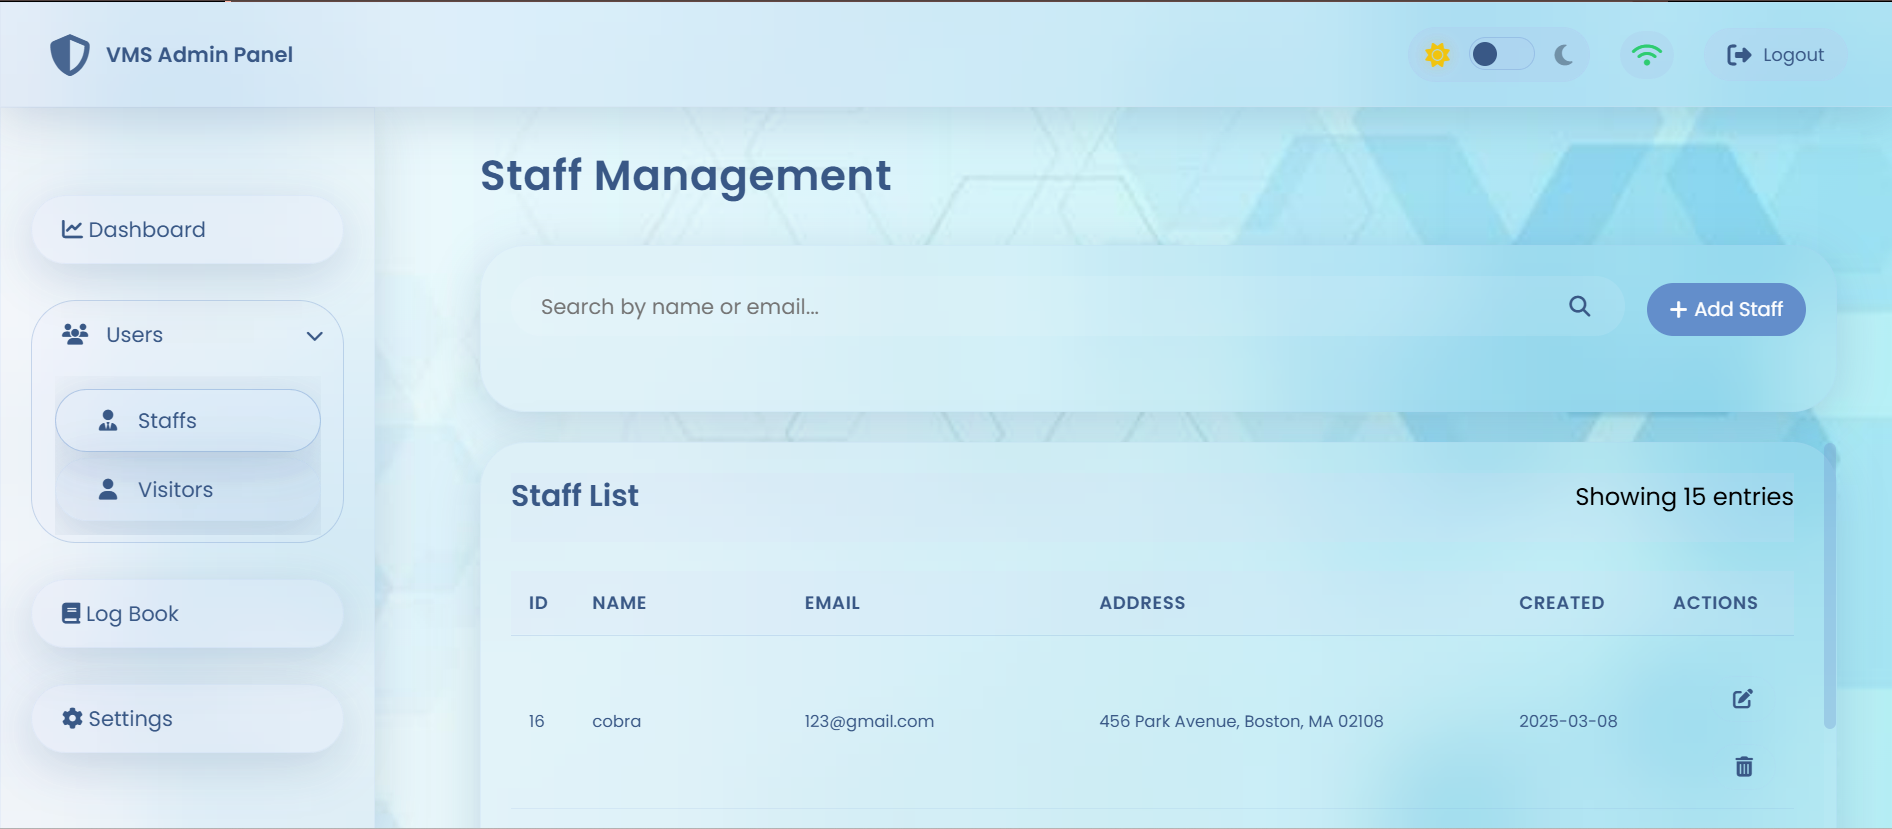 VMS Admin Panel
Logout
Dashboard
Users
Staffs
Visitors
Log Book
Settings
Staff Management
Search by name or email...
Add Staff
Staff List
Showing 15 entries
ID NAME EMAIL ADDRESS CREATED ACTIONS
16 cobra 123@gmail.com 456 Park Avenue, Boston, MA 02108 2025-03-08